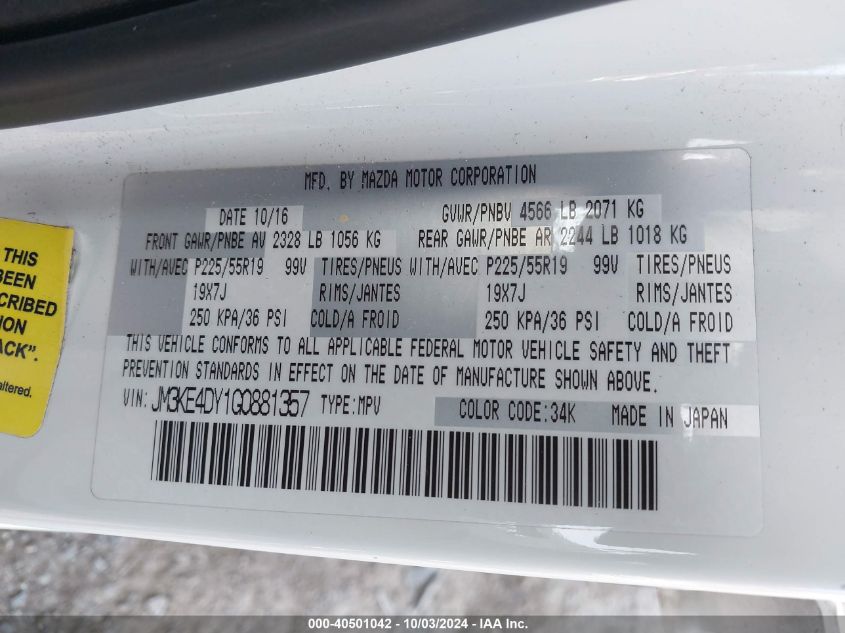 MFD. BY MAZDA MOTOR CORPORATION
DATE 10/16 GVWR/PNBV 4566 LB 2071 KG
FRONT GAWR/PNBE AV 2328 LB 1056 KG REAR GAWR/PNBE AR 2244 LB 1018 KG
WITH/AVEC P225/55R19 99V TIRES/PNEUS WITH/AVEC P225/55R19 99V TIRES/PNEUS
19X7J RIMS/JANTES 19X7J RIMS/JANTES
250 KPA/36 PSI COLD/A FROID 250 KPA/36 PSI COLD/A FROID
THIS VEHICLE CONFORMS TO ALL APPLICABLE FEDERAL MOTOR VEHICLE SAFETY AND THEFT
PREVENTION STANDARDS IN EFFECT ON THE DATE OF MANUFACTURE SHOWN ABOVE.
VIN: JM3KE4DY1G0881357 TYPE:MPV COLOR CODE:34K MADE IN JAPAN
THIS
BEEN
SCRIBED
ION
ACK".
altered.
000-40501042 - 10/03/2024 - IAA Inc.